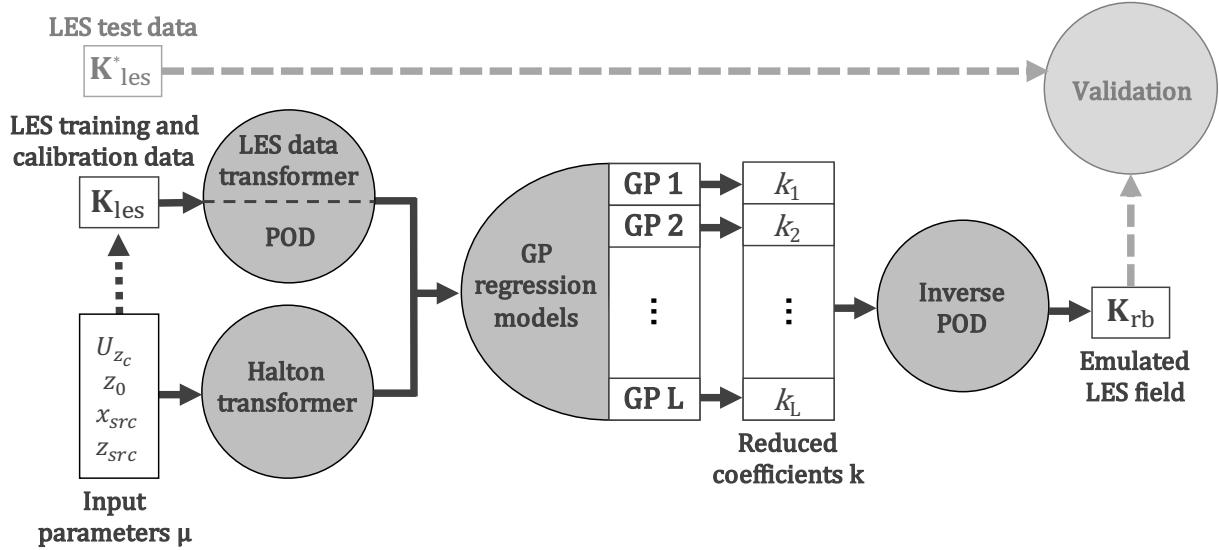 LES test data
K*les
Validation
LES training and
calibration data
Kles
LES data
transformer
POD
Uzc
z0
xsrc
zsrc
Input
parameters μ
Halton
transformer
GP
regression
models
GP 1
GP 2
⋮
GP L
k1
k2
⋮
kL
Reduced
coefficients k
Inverse
POD
Krb
Emulated
LES field